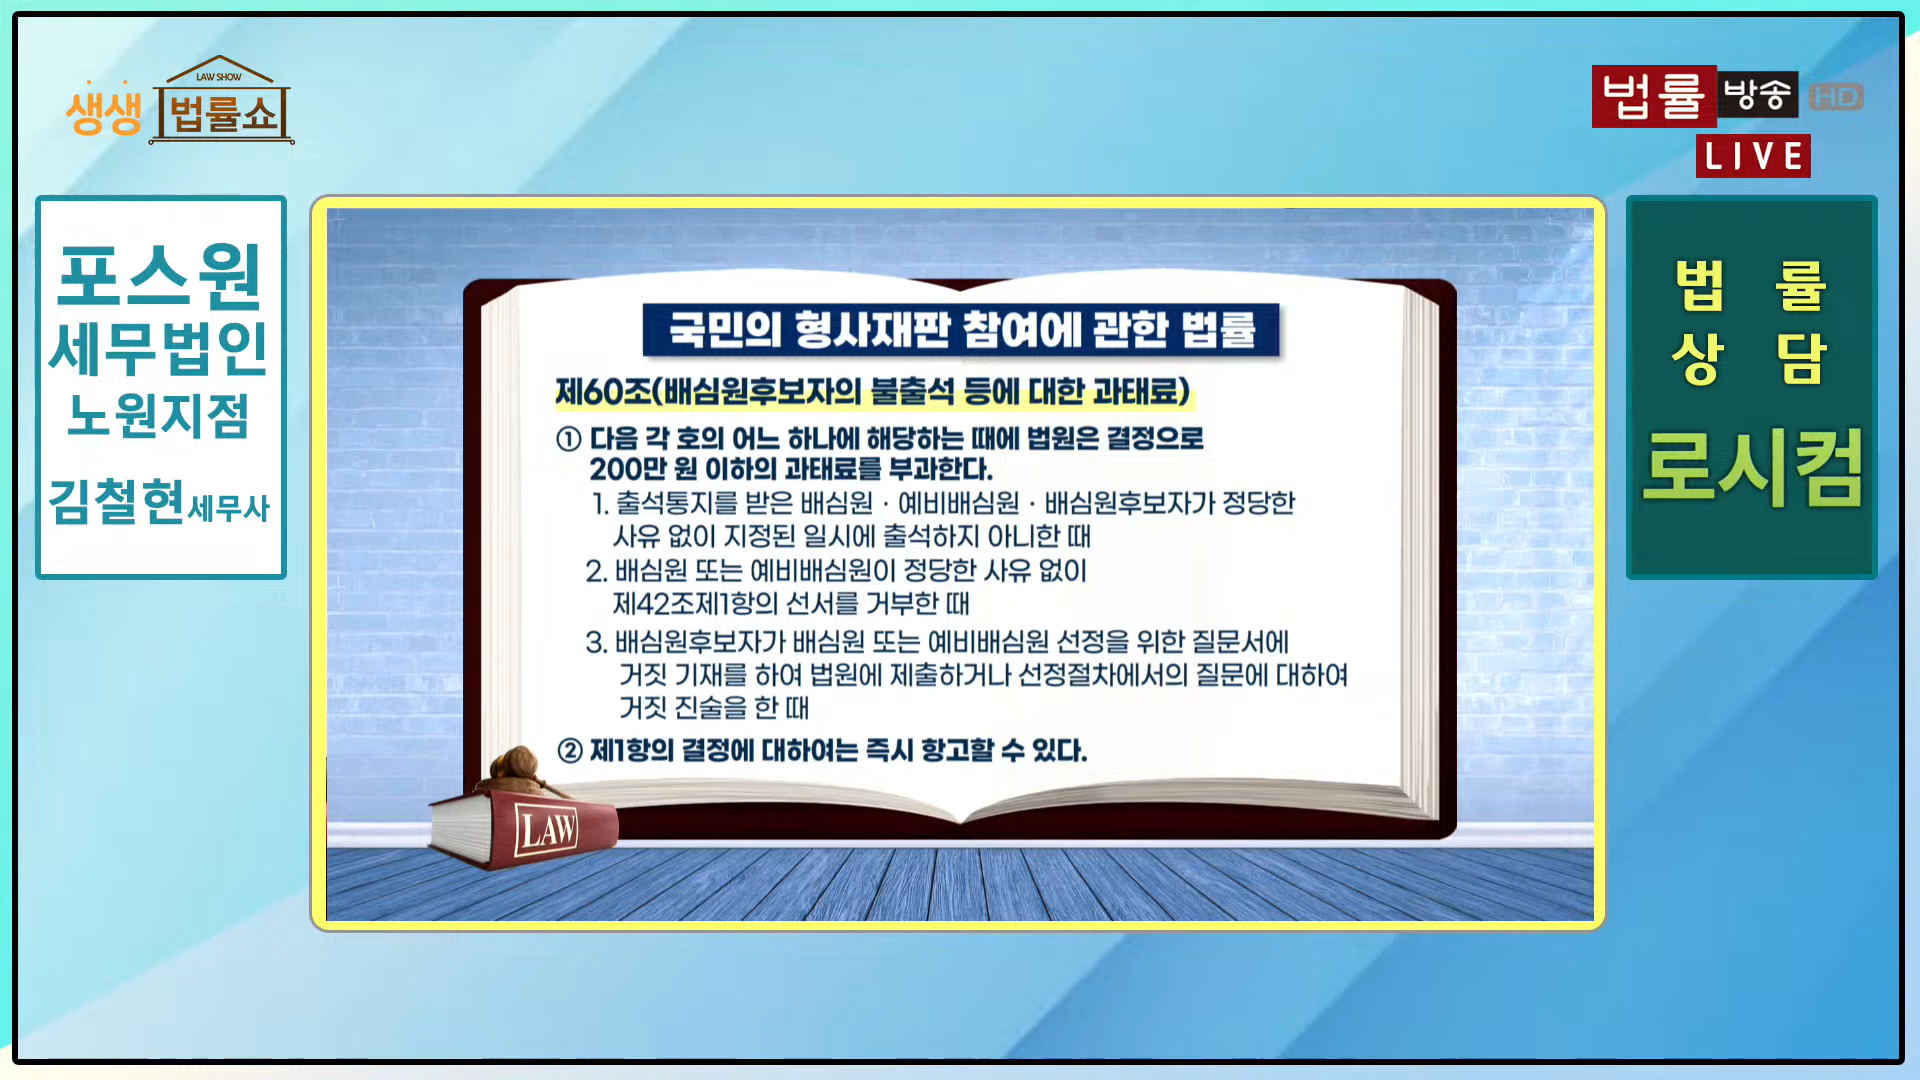 생생 법률쇼
LAW SHOW
법률방송 HD
LIVE
포스원
세무법인
노원지점
김철현세무사
국민의 형사재판 참여에 관한 법률
제60조(배심원후보자의 불출석 등에 대한 과태료)
① 다음 각 호의 어느 하나에 해당하는 때에 법원은 결정으로
200만 원 이하의 과태료를 부과한다.
1. 출석통지를 받은 배심원 · 예비배심원 · 배심원후보자가 정당한
사유 없이 지정된 일시에 출석하지 아니한 때
2. 배심원 또는 예비배심원이 정당한 사유 없이
제42조제1항의 선서를 거부한 때
3. 배심원후보자가 배심원 또는 예비배심원 선정을 위한 질문서에
거짓 기재를 하여 법원에 제출하거나 선정절차에서의 질문에 대하여
거짓 진술을 한 때
② 제1항의 결정에 대하여는 즉시 항고할 수 있다.
LAW
법 률
상 담
로시컴